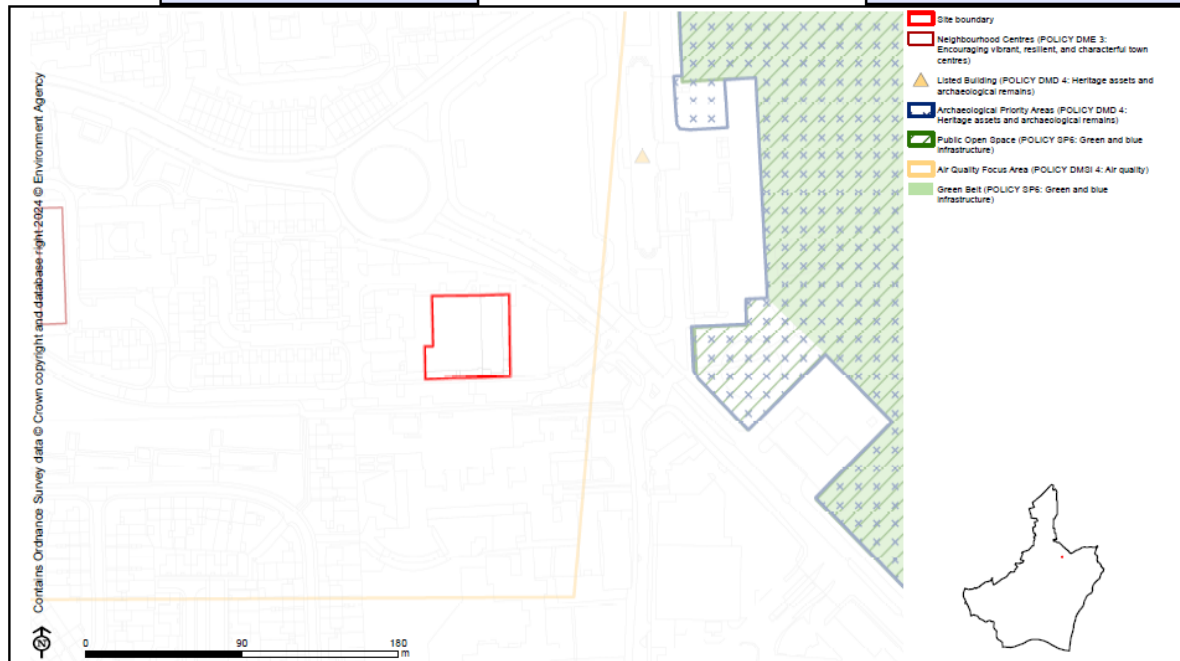 Site boundary
Neighbourhood Centres (POLICY DME 3:
Encouraging vibrant, resilient, and characterful town
centres)
Listed Building (POLICY DMD 4: Heritage assets and
archaeological remains)
Archaeological Priority Areas (POLICY DMD 4:
Heritage assets and archaeological remains)
Public Open Space (POLICY SP6: Green and blue
infrastructure)
Air Quality Focus Area (POLICY DMSI 4: Air quality)
Green Belt (POLICY SP6: Green and blue
infrastructure)
Contains Ordnance Survey data © Crown copyright and database right 2024 © Environment Agency
N
0 90 180
m